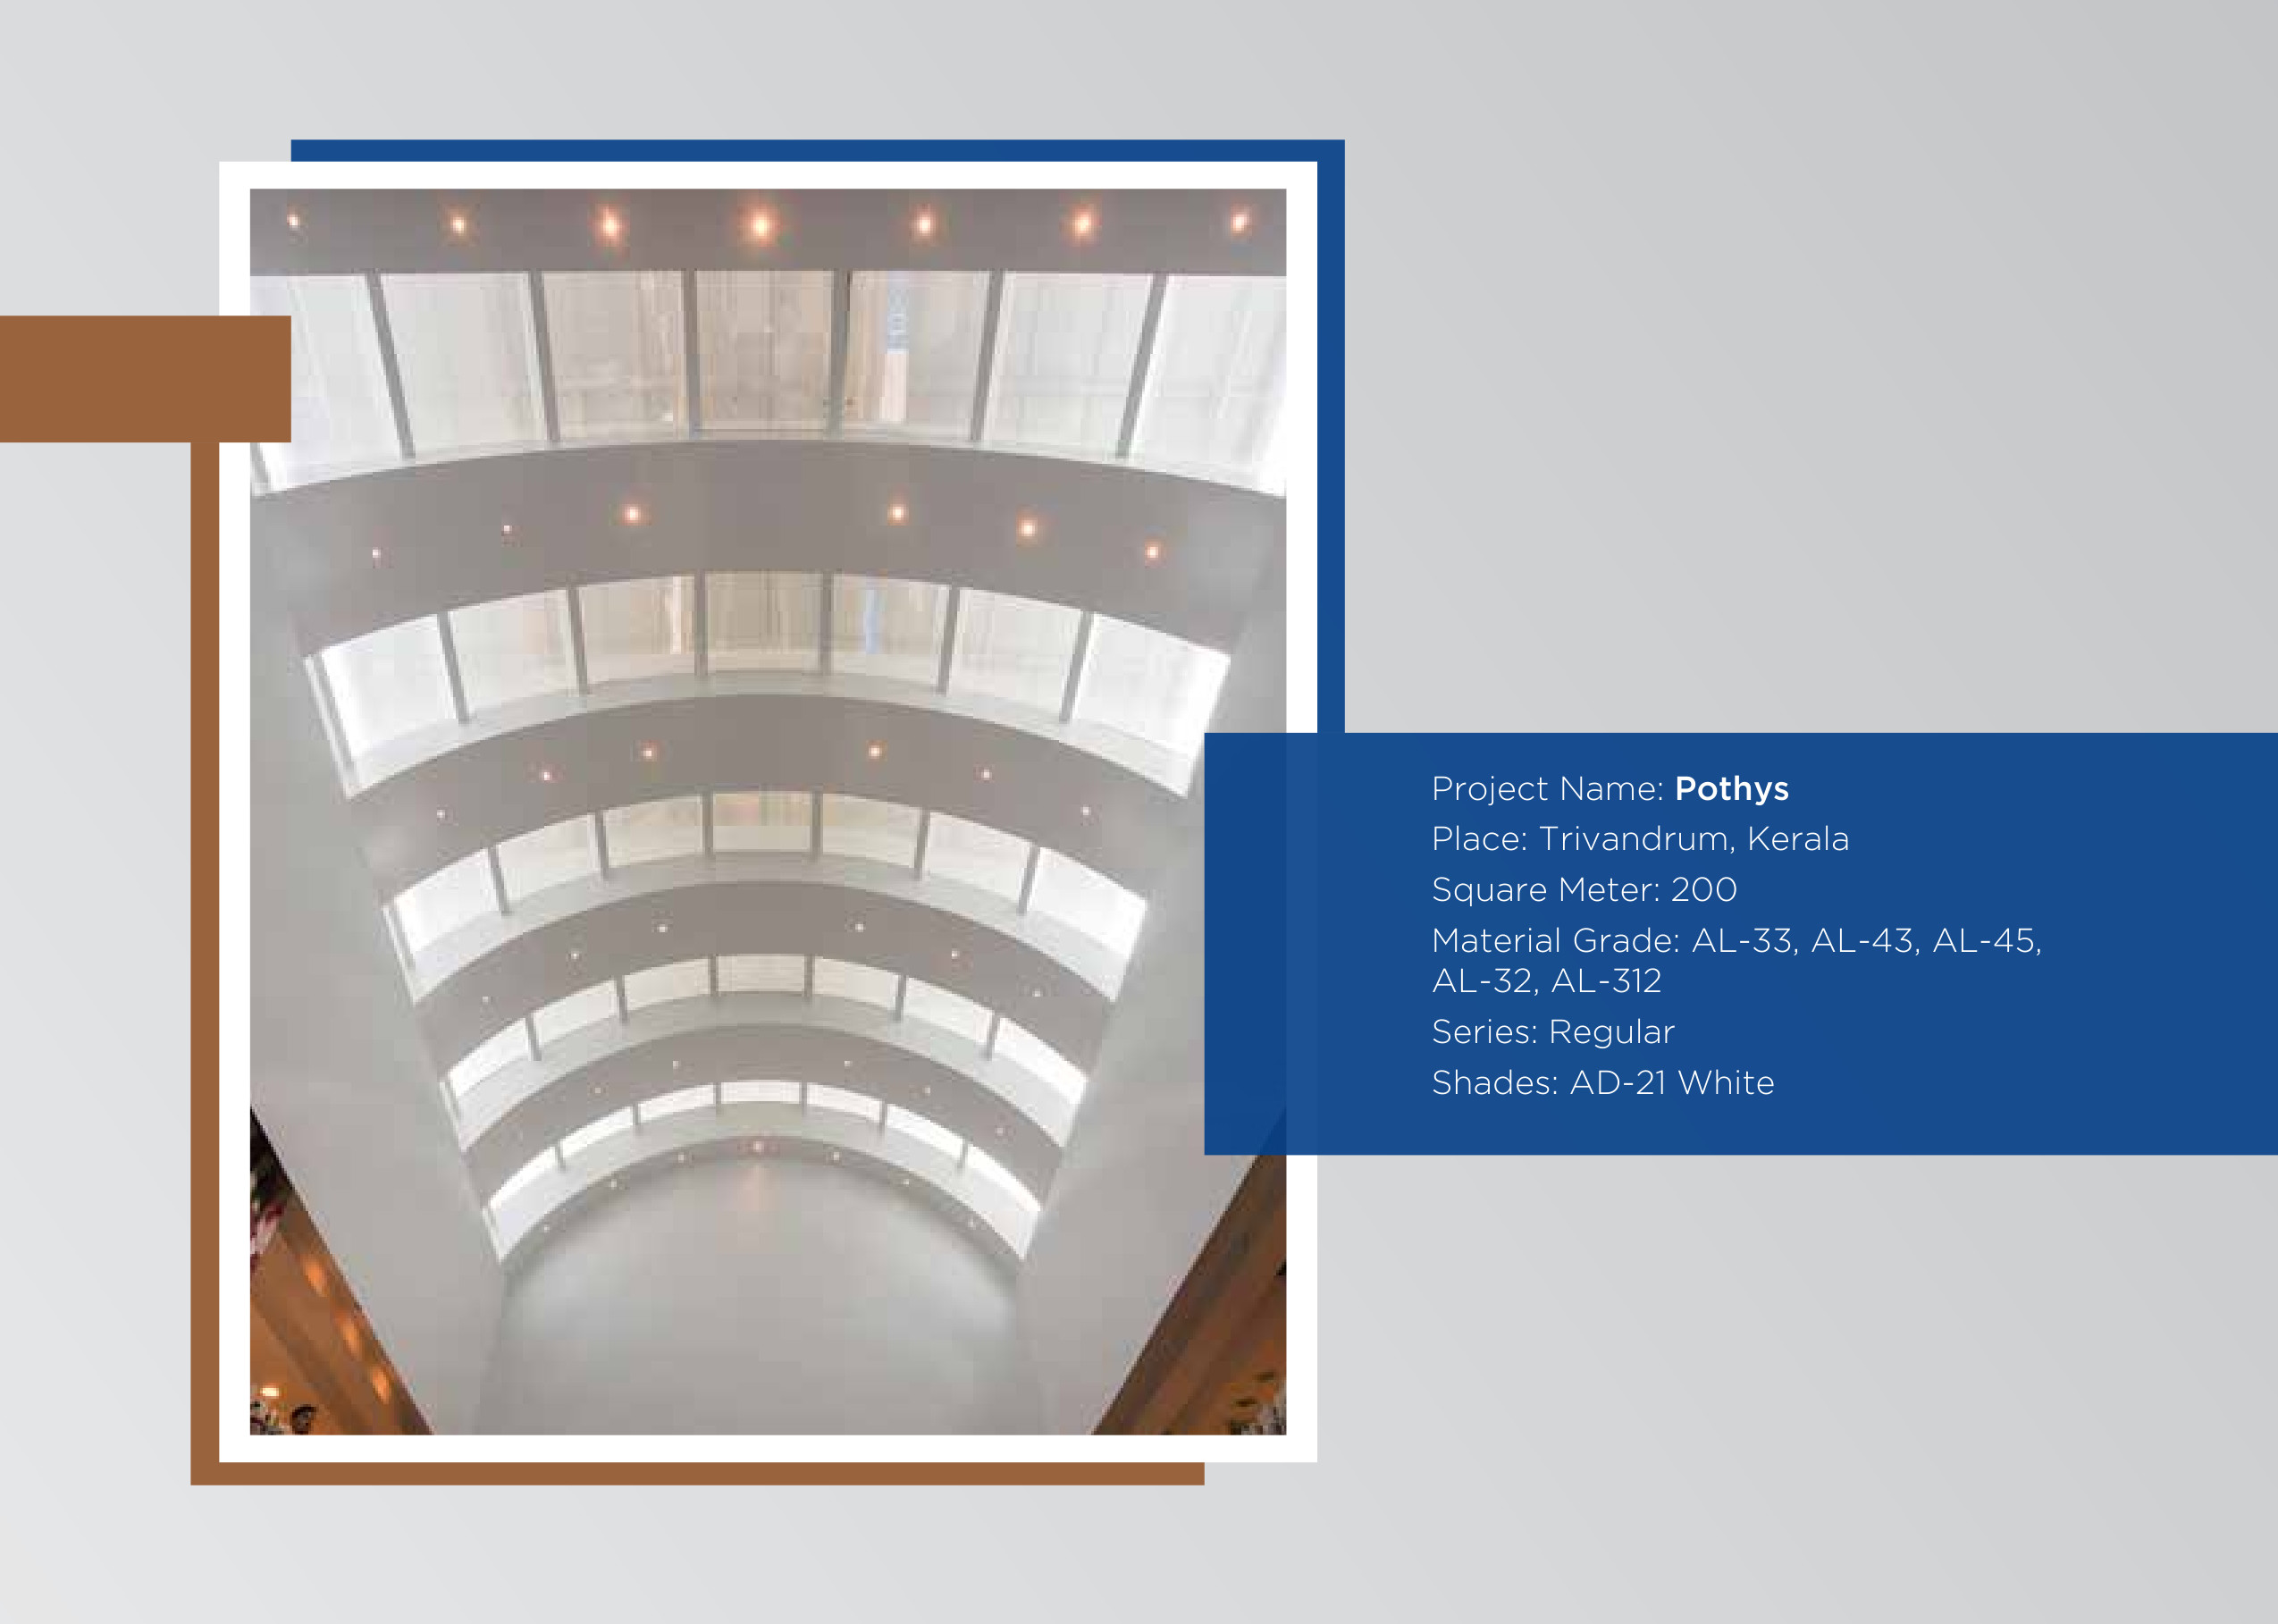 Project Name: Pothys
Place: Trivandrum, Kerala
Square Meter: 200
Material Grade: AL-33, AL-43, AL-45,
AL-32, AL-312
Series: Regular
Shades: AD-21 White